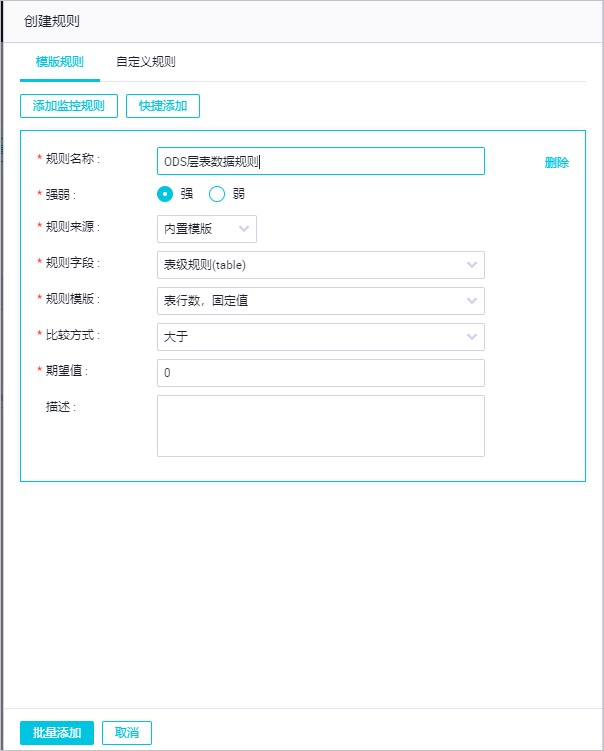 创建规则
模版规则 自定义规则
添加监控规则 快捷添加
* 规则名称 : ODS层表数据规则 删除
* 强弱 : 强 弱
* 规则来源 : 内置模版
* 规则字段 : 表级规则(table)
* 规则模版 : 表行数，固定值
* 比较方式 : 大于
* 期望值 : 0
描述 :
批量添加 取消